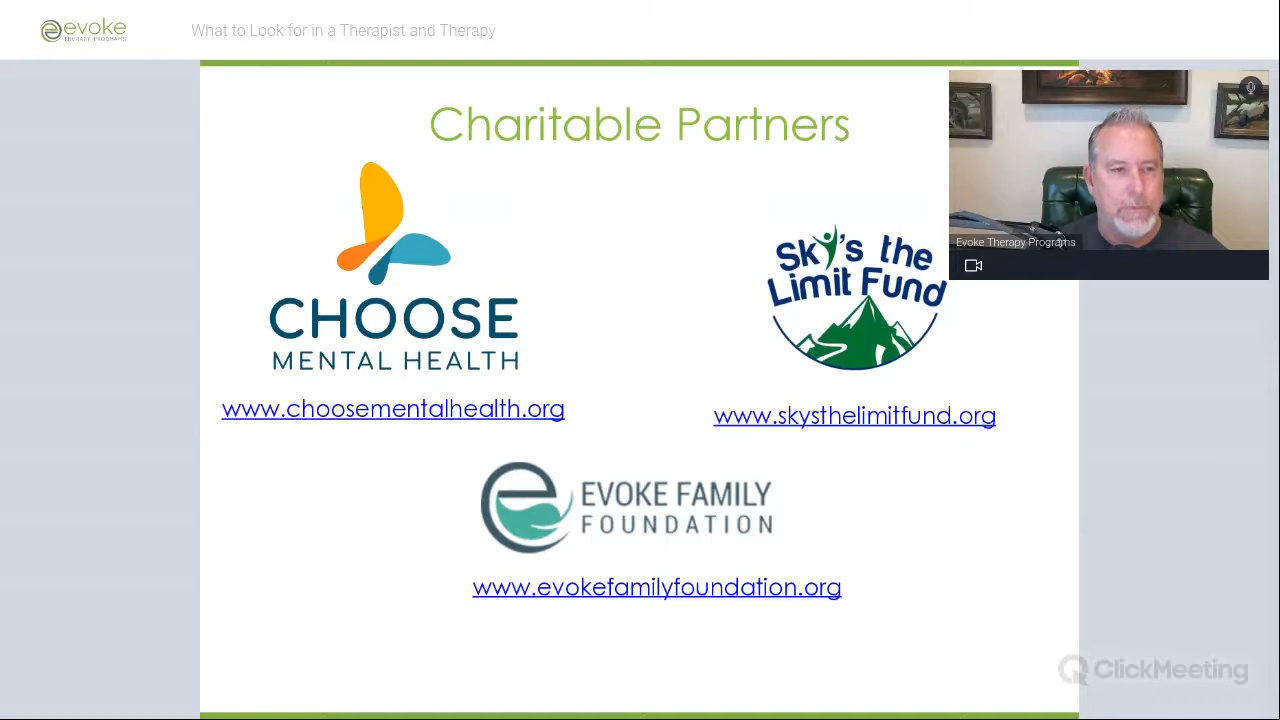 evoke
THERAPY PROGRAMS
What to Look for in a Therapist and Therapy
Charitable Partners
CHOOSE
MENTAL HEALTH
www.choosementalhealth.org
Sky's the
Limit Fund
www.skysthelimitfund.org
EVOKE FAMILY
FOUNDATION
www.evokefamilyfoundation.org
Evoke Therapy Programs
ClickMeeting